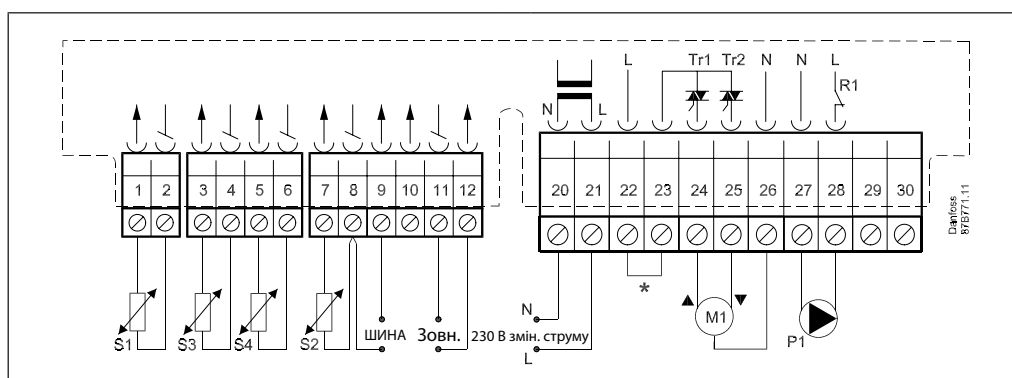 Tr1 Tr2
L N N L
R1
N L
1 2 3 4 5 6 7 8 9 10 11 12
20 21 22 23 24 25 26 27 28 29 30
Danfoss
87B771.11
*
S1 S3 S4 S2
ШИНА
Зовн.
230 В змін. струму
N
L
M1
P1